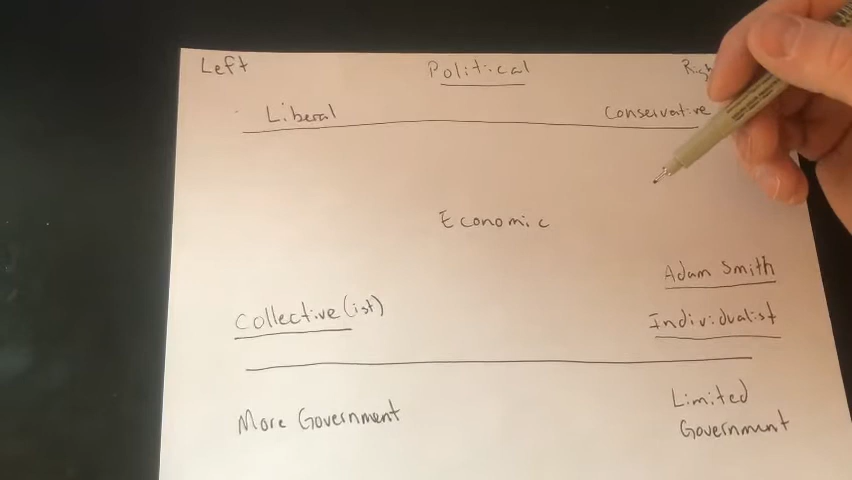 Left Political
Liberal Conservative
Economic
Adam Smith
Collective(ist) Individualist
More Government Limited
Government